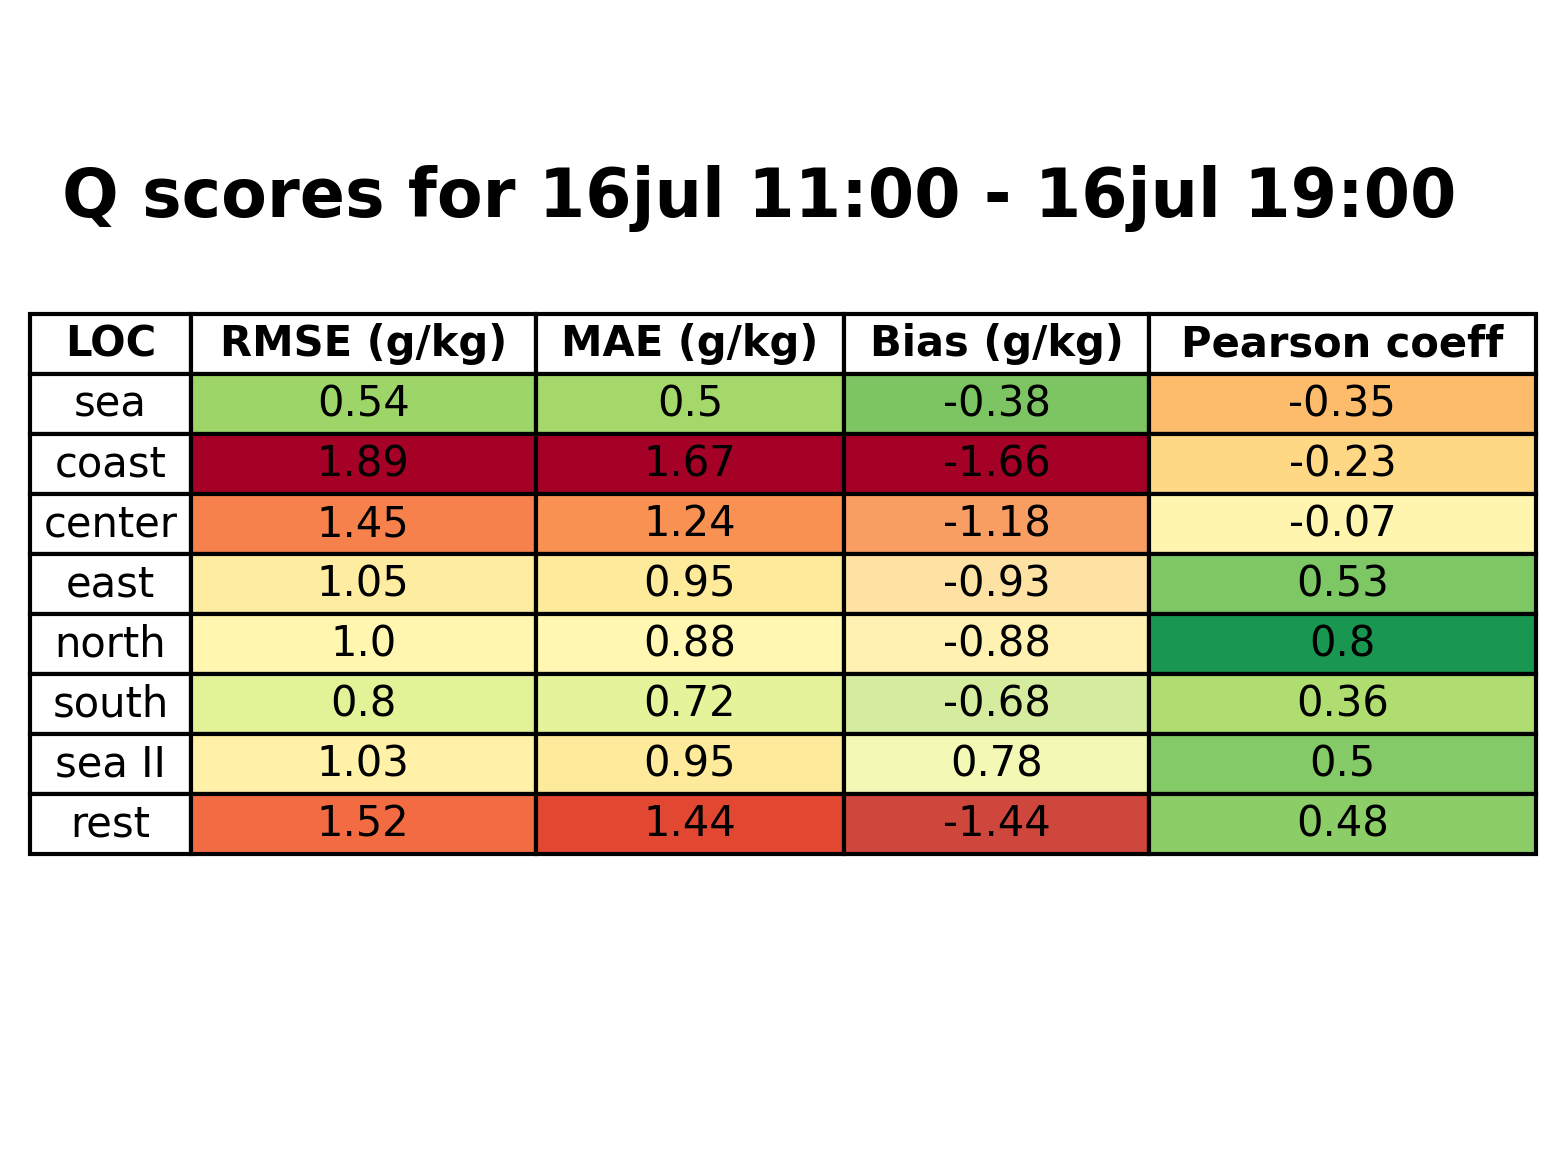 Q scores for 16jul 11:00 - 16jul 19:00
LOC RMSE (g/kg) MAE (g/kg) Bias (g/kg) Pearson coeff
sea 0.54 0.5 -0.38 -0.35
coast 1.89 1.67 -1.66 -0.23
center 1.45 1.24 -1.18 -0.07
east 1.05 0.95 -0.93 0.53
north 1.0 0.88 -0.88 0.8
south 0.8 0.72 -0.68 0.36
sea II 1.03 0.95 0.78 0.5
rest 1.52 1.44 -1.44 0.48